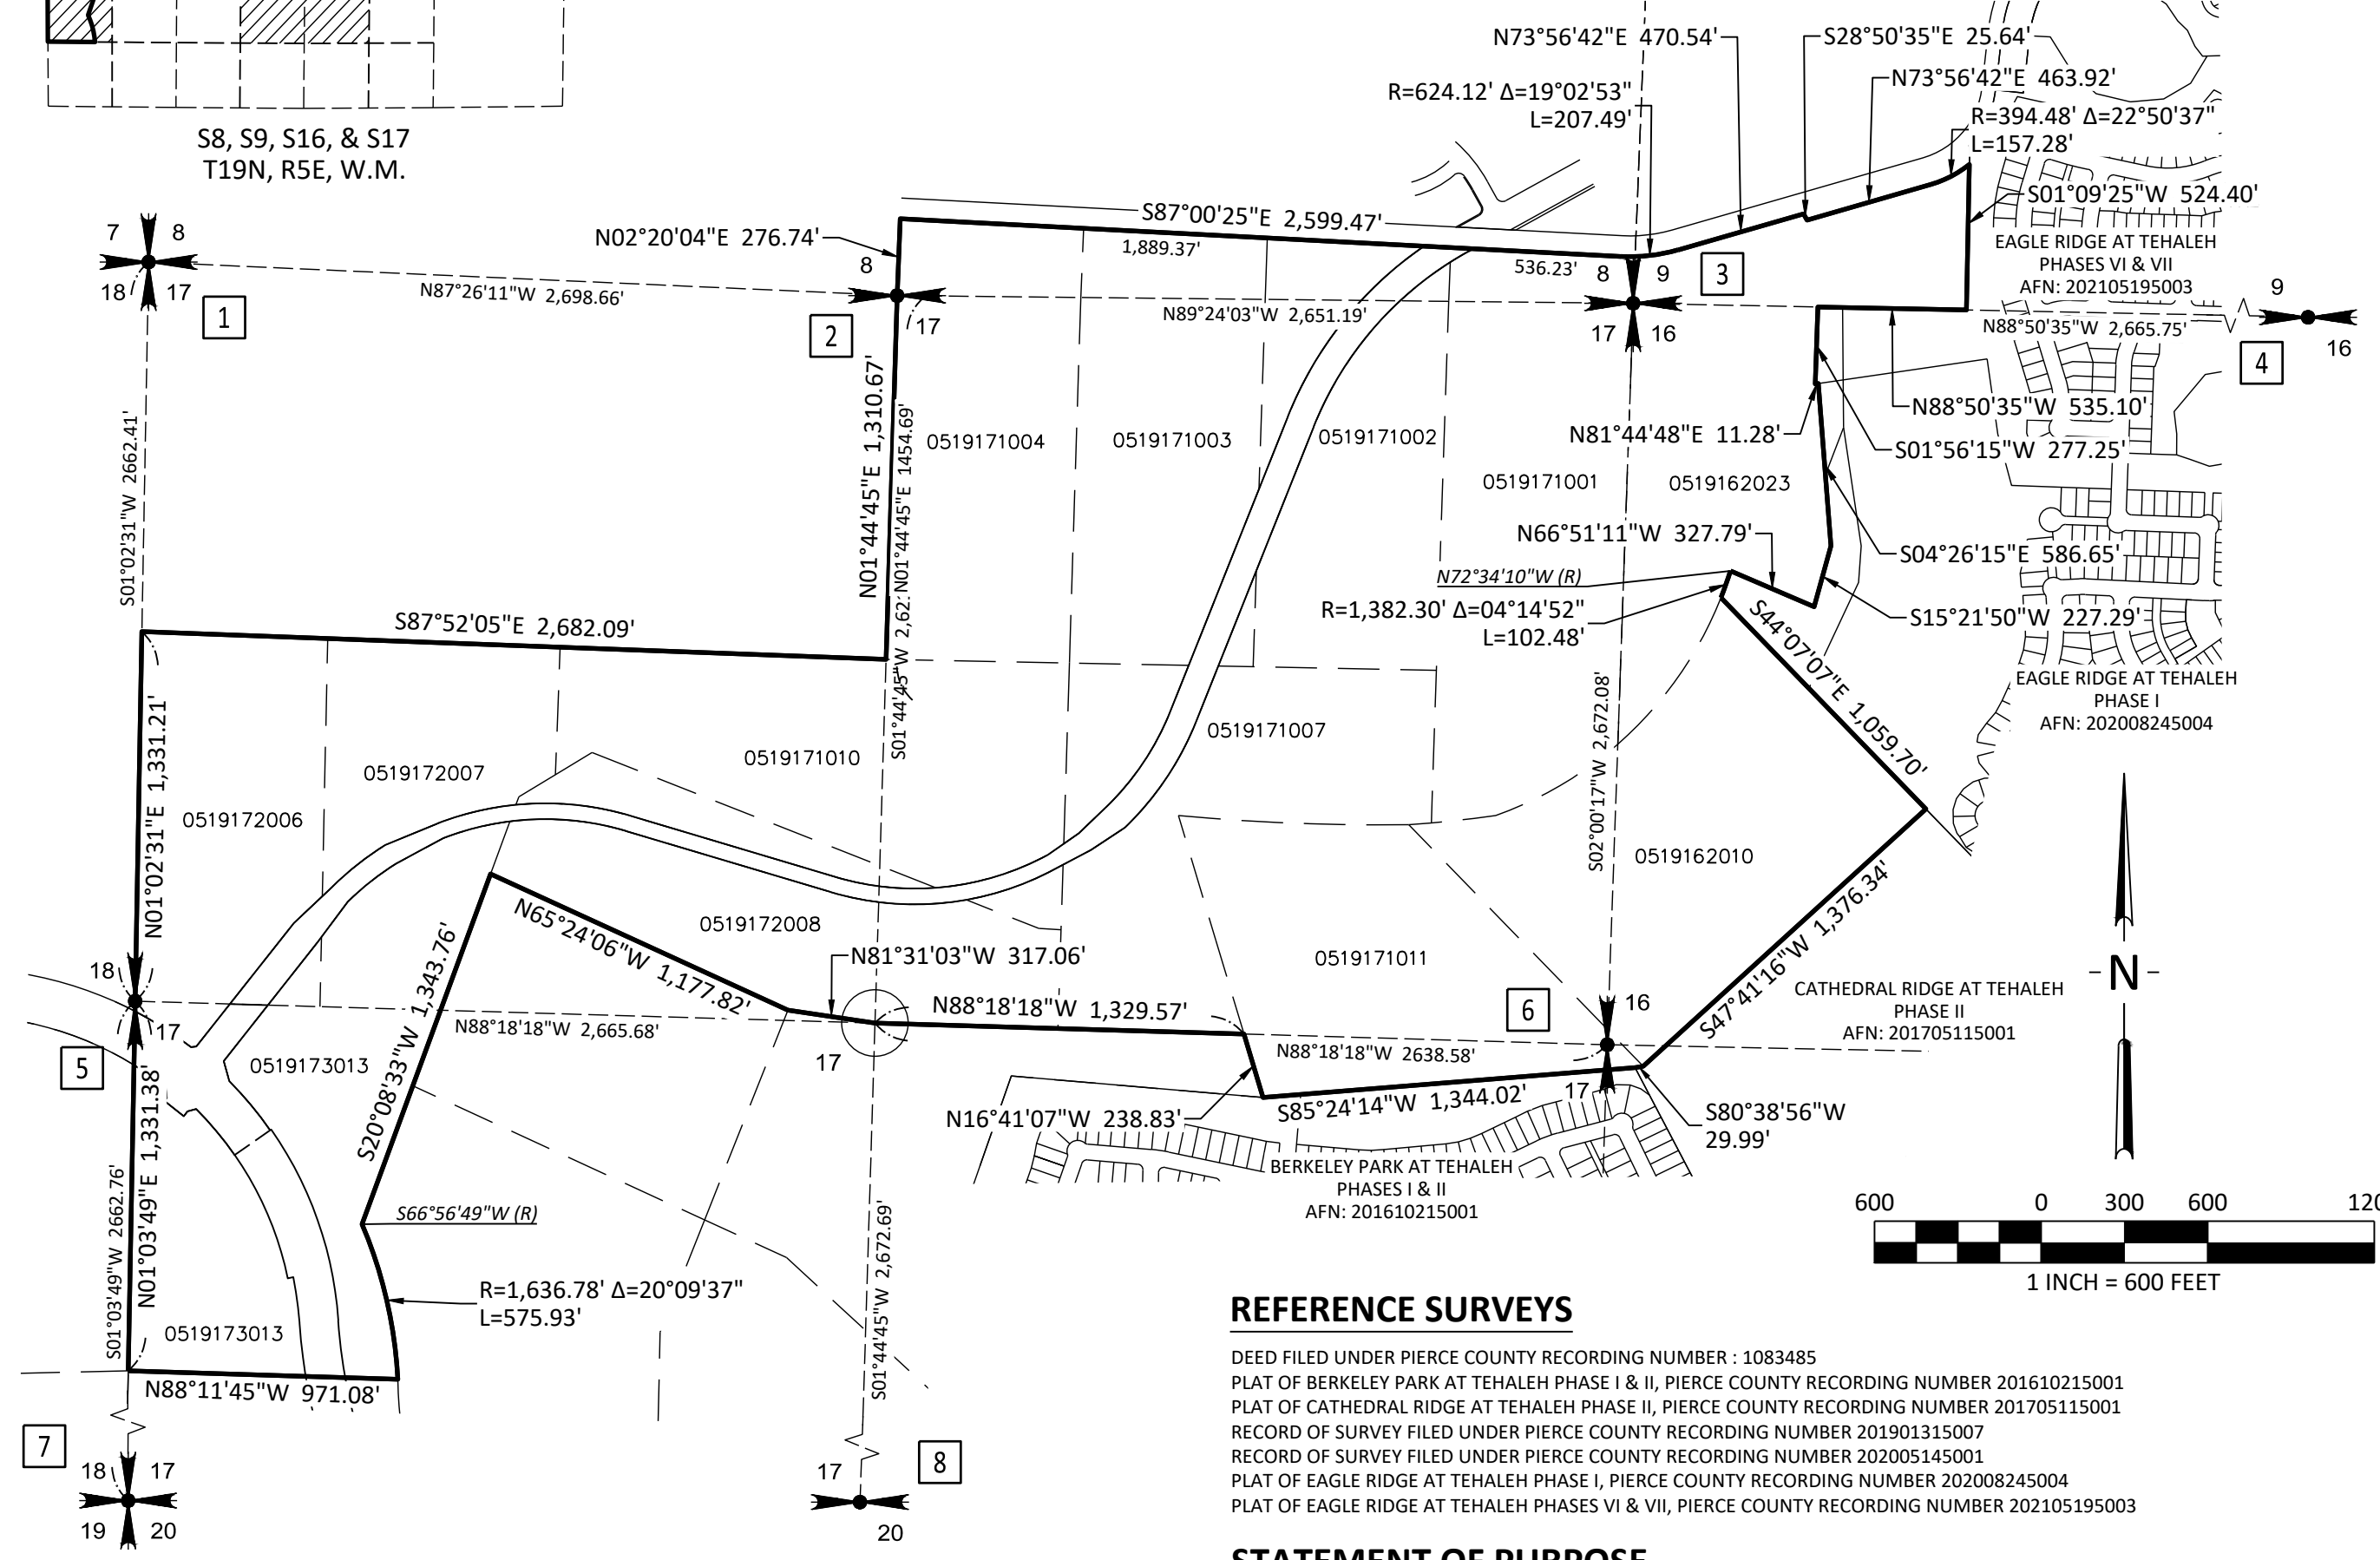 S8, S9, S16, & S17
T19N, R5E, W.M.
N73°56'42"E 470.54'
S28°50'35"E 25.64'
N73°56'42"E 463.92'
R=624.12' Δ=19°02'53"
L=207.49'
R=394.48' Δ=22°50'37"
L=157.28'
S01°09'25"W 524.40'
EAGLE RIDGE AT TEHALEH
PHASES VI & VII
AFN: 202105195003
7
8
18
17
1
N02°20'04"E 276.74'
S87°00'25"E 2,599.47'
1,889.37'
536.23'
8
17
2
8
9
17
16
3
9
16
4
N87°26'11"W 2,698.66'
N89°24'03"W 2,651.19'
N88°50'35"W 2,665.75'
N88°50'35"W 535.10'
N81°44'48"E 11.28'
S01°56'15"W 277.25'
S01°02'31"W 2662.41'
N01°44'45"E 1,310.67'
N01°44'45"E 1454.69'
S01°44'45"W 2,62
0519171004
0519171003
0519171002
0519171001
0519162023
N66°51'11"W 327.79'
S04°26'15"E 586.65'
N72°34'10"W (R)
R=1,382.30' Δ=04°14'52"
L=102.48'
S15°21'50"W 227.29'
S87°52'05"E 2,682.09'
S44°07'07"E 1,059.70'
EAGLE RIDGE AT TEHALEH
PHASE I
AFN: 202008245004
N01°02'31"E 1,331.21'
S02°00'17"W 2,672.08'
0519172006
0519172007
0519171010
0519171007
0519162010
N65°24'06"W 1,177.82'
0519172008
N81°31'03"W 317.06'
0519171011
S47°41'16"W 1,376.34'
N
18
17
5
N88°18'18"W 2,665.68'
17
N88°18'18"W 1,329.57'
6
16
17
N88°18'18"W 2638.58'
CATHEDRAL RIDGE AT TEHALEH
PHASE II
AFN: 201705115001
0519173013
S20°08'33"W 1,343.76'
N16°41'07"W 238.83'
S85°24'14"W 1,344.02'
S80°38'56"W
29.99'
BERKELEY PARK AT TEHALEH
PHASES I & II
AFN: 201610215001
S01°03'49"W 2662.76'
N01°03'49"E 1,331.38'
S66°56'49"W (R)
R=1,636.78' Δ=20°09'37"
L=575.93'
S01°44'45"W 2,672.69'
0519173013
N88°11'45"W 971.08'
600
0
300
600
120
1 INCH = 600 FEET
7
18
17
19
20
8
17
20
REFERENCE SURVEYS
DEED FILED UNDER PIERCE COUNTY RECORDING NUMBER : 1083485
PLAT OF BERKELEY PARK AT TEHALEH PHASE I & II, PIERCE COUNTY RECORDING NUMBER 201610215001
PLAT OF CATHEDRAL RIDGE AT TEHALEH PHASE II, PIERCE COUNTY RECORDING NUMBER 201705115001
RECORD OF SURVEY FILED UNDER PIERCE COUNTY RECORDING NUMBER 201901315007
RECORD OF SURVEY FILED UNDER PIERCE COUNTY RECORDING NUMBER 202005145001
PLAT OF EAGLE RIDGE AT TEHALEH PHASE I, PIERCE COUNTY RECORDING NUMBER 202008245004
PLAT OF EAGLE RIDGE AT TEHALEH PHASES VI & VII, PIERCE COUNTY RECORDING NUMBER 202105195003
STATEMENT OF PURPOSE